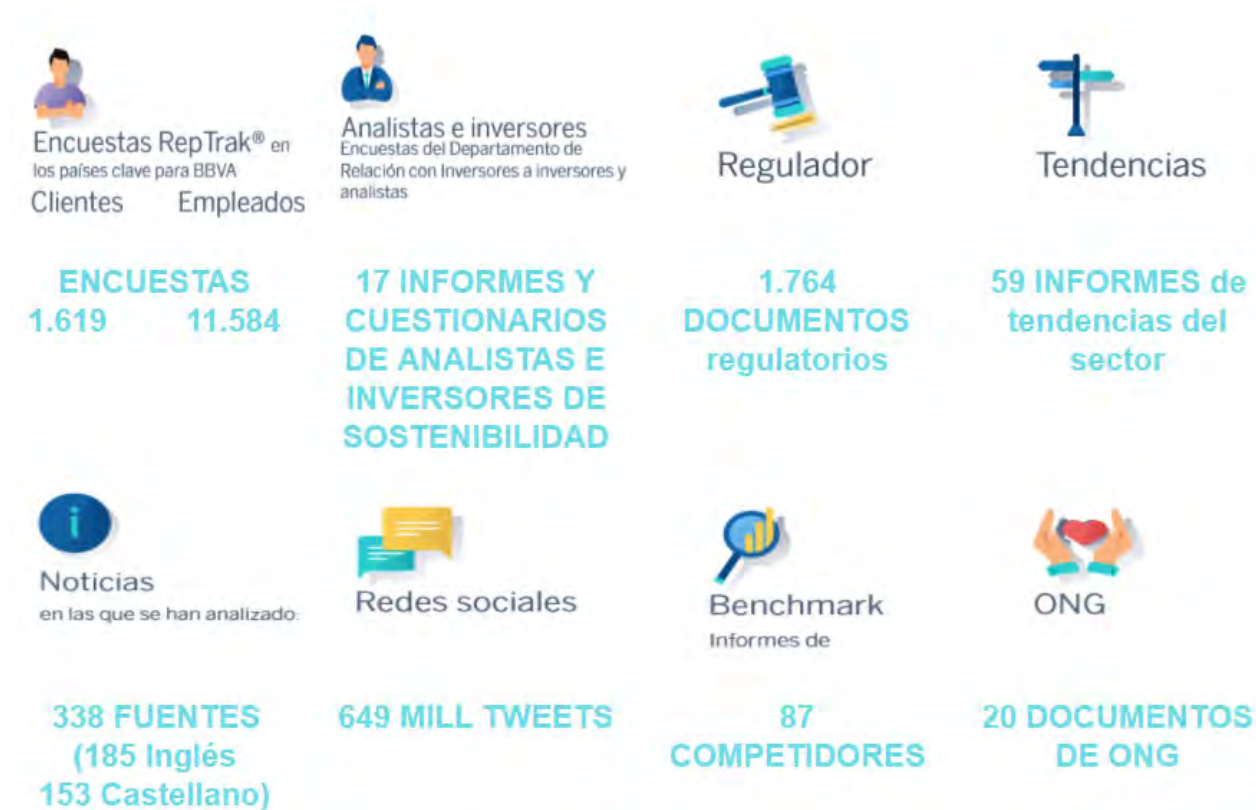 Encuestas RepTrak® en
los países clave para BBVA
Clientes Empleados
ENCUESTAS
1.619 11.584
Analistas e inversores
Encuestas del Departamento de
Relación con Inversores a inversores y
analistas
17 INFORMES Y
CUESTIONARIOS
DE ANALISTAS E
INVERSORES DE
SOSTENIBILIDAD
Regulador
1.764
DOCUMENTOS
regulatorios
Tendencias
59 INFORMES de
tendencias del
sector
i
Noticias
en las que se han analizado:
338 FUENTES
(185 Inglés
153 Castellano)
Redes sociales
649 MILL TWEETS
Benchmark
Informes de
87
COMPETIDORES
ONG
20 DOCUMENTOS
DE ONG